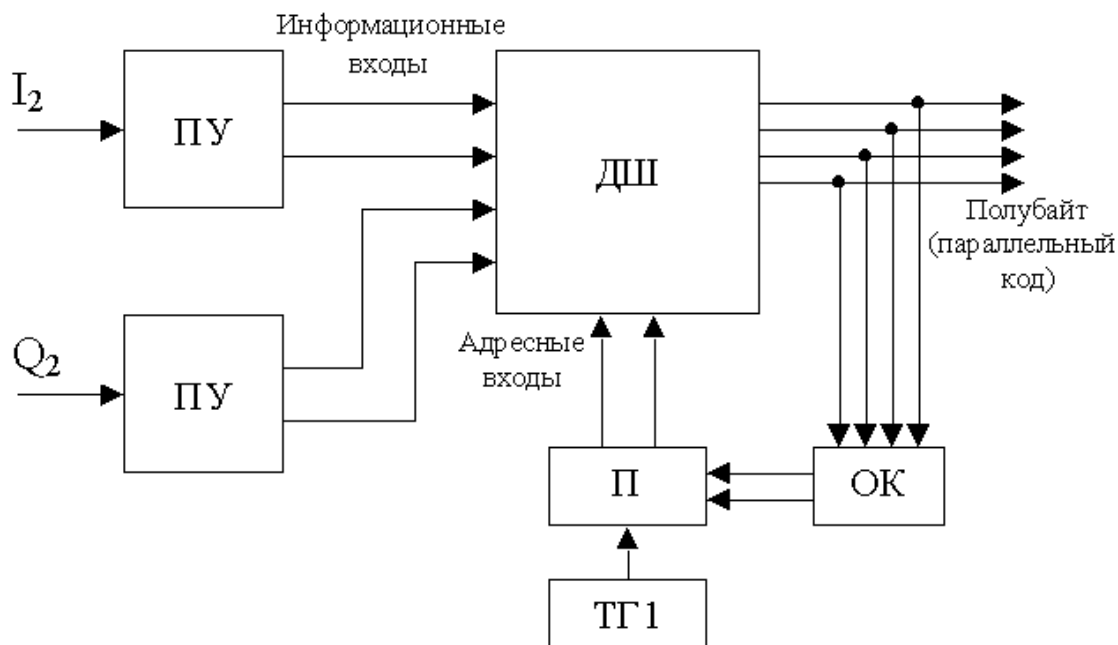 Информационные
входы
I2
ПУ
ДШ
Полубайт
(параллельный
код)
Q2
ПУ
Адресные
входы
П
ОК
ТГ1